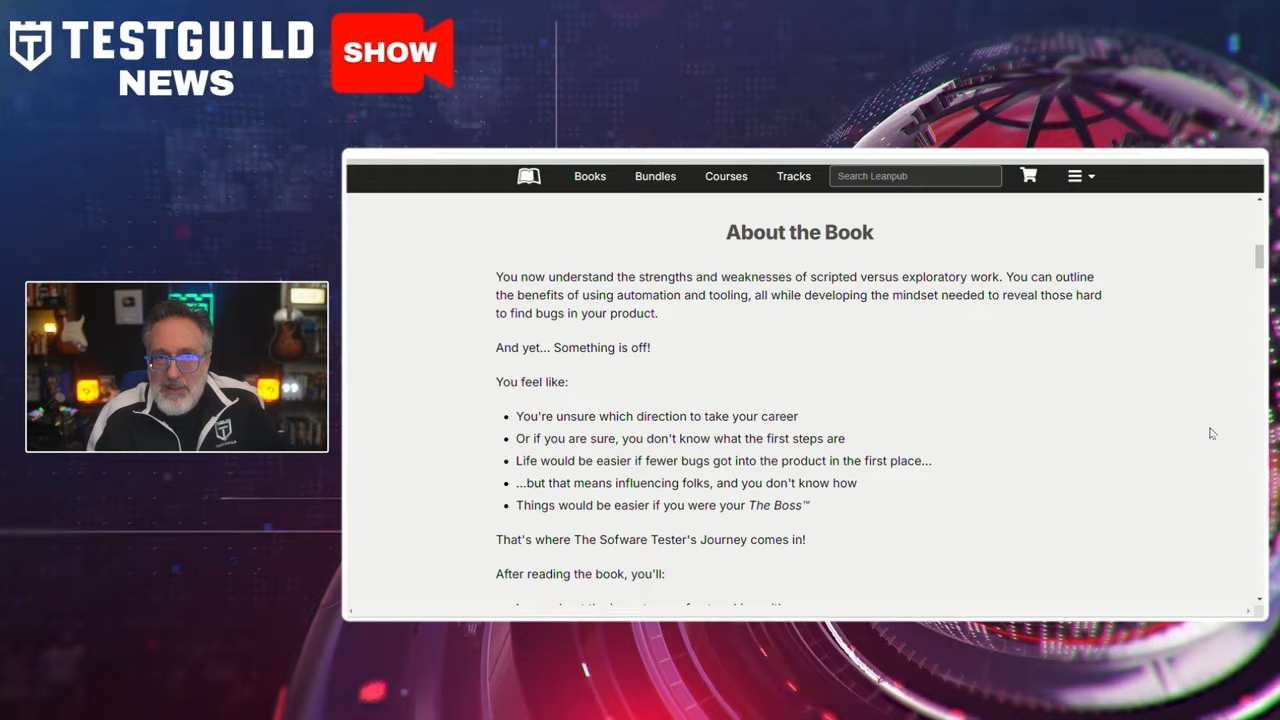 TESTGUILD
NEWS
SHOW
Books Bundles Courses Tracks Search Leanpub
About the Book
You now understand the strengths and weaknesses of scripted versus exploratory work. You can outline
the benefits of using automation and tooling, all while developing the mindset needed to reveal those hard
to find bugs in your product.
And yet... Something is off!
You feel like:
• You're unsure which direction to take your career
• Or if you are sure, you don't know what the first steps are
• Life would be easier if fewer bugs got into the product in the first place...
• ...but that means influencing folks, and you don't know how
• Things would be easier if you were your The Boss™
That's where The Sofware Tester's Journey comes in!
After reading the book, you'll:
TESTGUILD